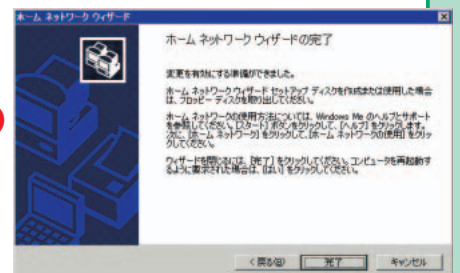 ホーム ネットワーク ウィザード
ホーム ネットワーク ウィザードの完了
変更を有効にする準備ができました。
ホーム ネットワーク ウィザード セットアップ ディスクを作成または使用した場合
は、フロッピー ディスクを取り出してください。
ホーム ネットワークの使用方法については、Windows Me のヘルプとサポート
を参照してください。[スタート] ボタンをクリックして、[ヘルプ] をクリックします。
次に、[ホーム ネットワーク] をクリックして、[ホーム ネットワークの使用] をクリッ
クしてください。
ウィザードを閉じるには、[完了] をクリックしてください。コンピュータを再起動す
るように要求された場合は、[はい] をクリックしてください。
< 戻る(B)
完了
キャンセル